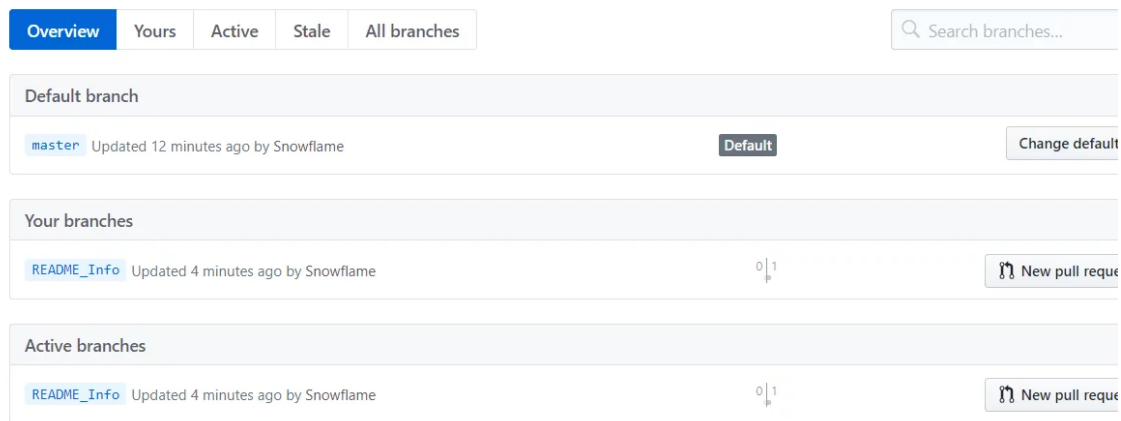 Overview Yours Active Stale All branches Search branches...
Default branch
master Updated 12 minutes ago by Snowflame Default Change default
Your branches
README_Info Updated 4 minutes ago by Snowflame 0 1 New pull reque
Active branches
README_Info Updated 4 minutes ago by Snowflame 0 1 New pull reque